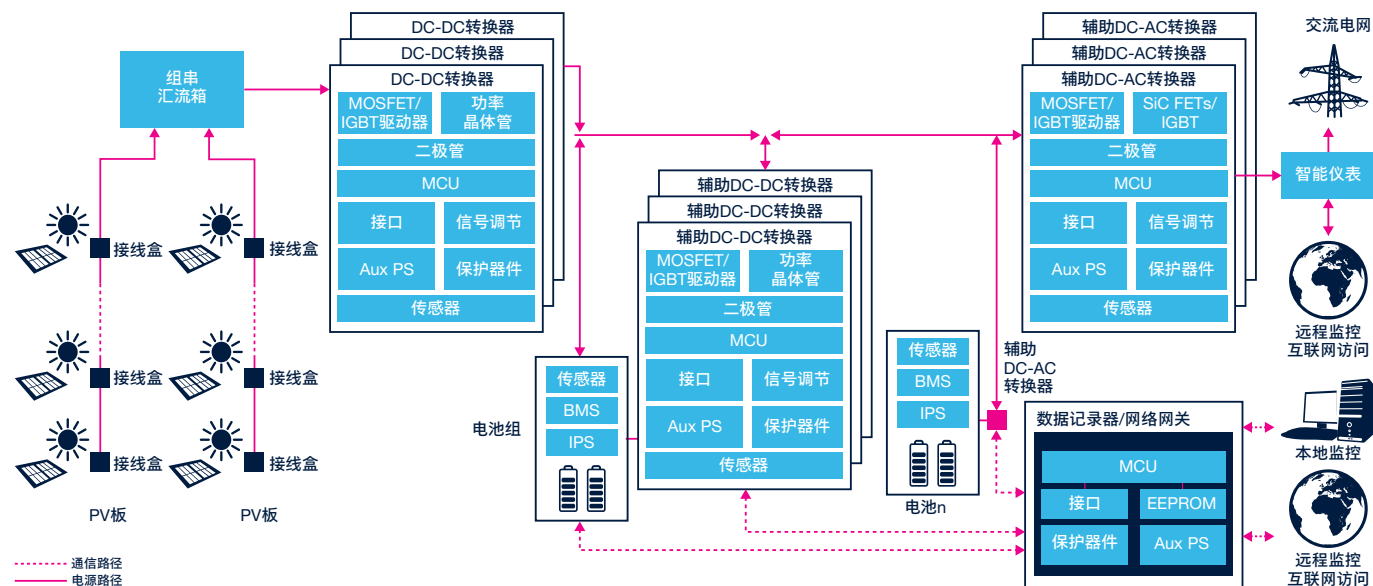 组串
汇流箱
接线盒
接线盒
接线盒
接线盒
接线盒
接线盒
PV板
PV板
通信路径
电源路径
DC-DC转换器
DC-DC转换器
DC-DC转换器
MOSFET/
IGBT驱动器
功率
晶体管
二极管
MCU
接口
信号调节
Aux PS
保护器件
传感器
电池组
传感器
BMS
IPS
辅助DC-DC转换器
辅助DC-DC转换器
辅助DC-DC转换器
MOSFET/
IGBT驱动器
功率
晶体管
二极管
MCU
接口
信号调节
Aux PS
保护器件
传感器
传感器
BMS
IPS
电池n
辅助
DC-AC
转换器
辅助DC-AC转换器
辅助DC-AC转换器
辅助DC-AC转换器
MOSFET/
IGBT驱动器
SiC FETs/
IGBT
二极管
MCU
接口
信号调节
Aux PS
保护器件
传感器
交流电网
智能仪表
远程监控
互联网访问
数据记录器/网络网关
MCU
接口
EEPROM
保护器件
Aux PS
本地监控
远程监控
互联网访问